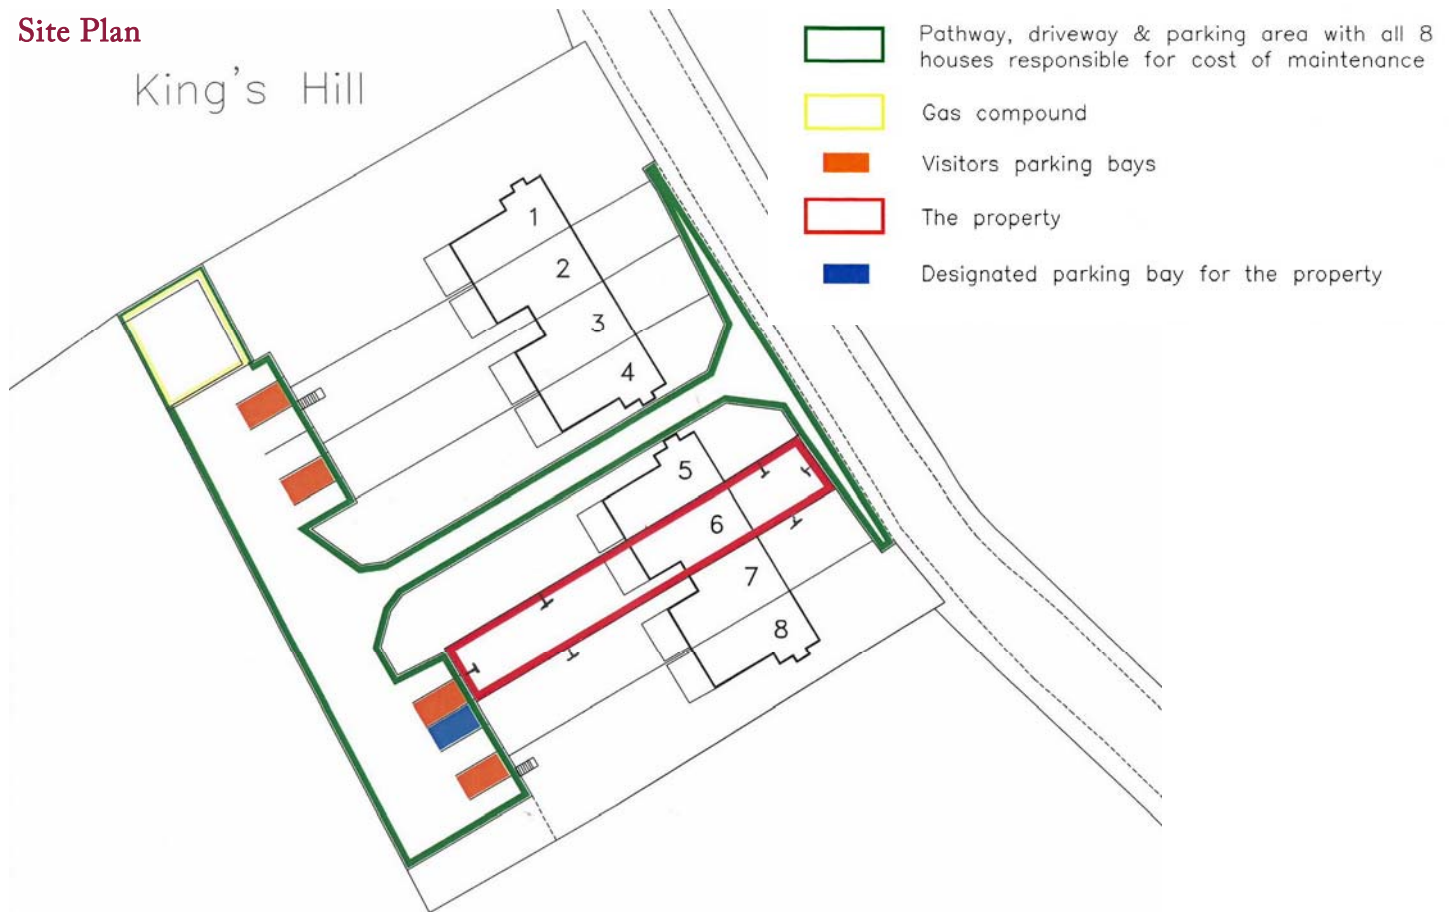 Site Plan
King's Hill
Pathway, driveway & parking area with all 8
houses responsible for cost of maintenance
Gas compound
Visitors parking bays
The property
Designated parking bay for the property
1
2
3
4
5
6
7
8